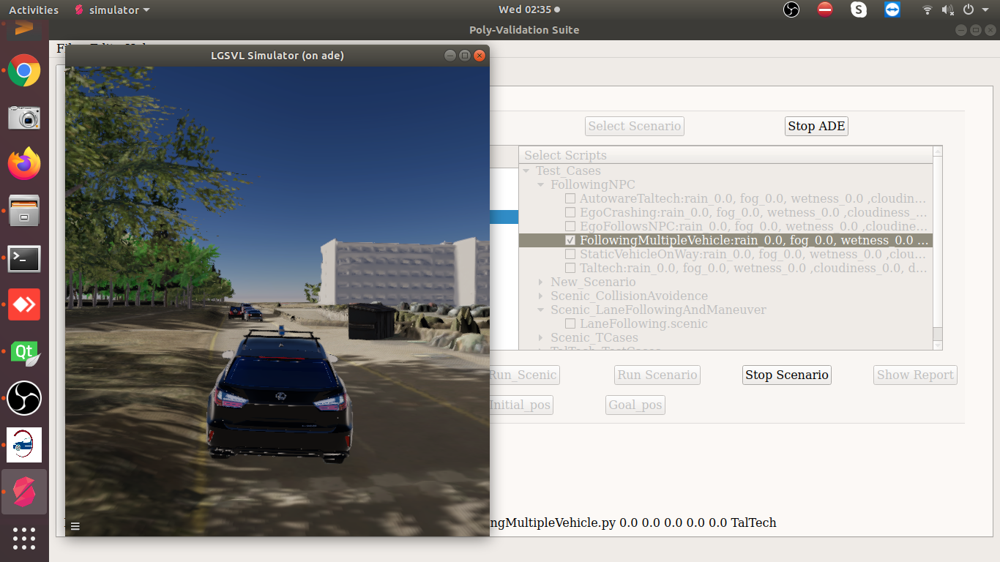 Activities
simulator
Wed 02:35
Poly-Validation Suite
LGSVL Simulator (on ade)
Select Scenario
Stop ADE
Select Scripts
Test_Cases
FollowingNPC
AutowareTaltech:rain_0.0, fog_0.0, wetness_0.0 ,cloudin...
EgoCrashing:rain_0.0, fog_0.0, wetness_0.0 ,cloudiness_...
EgoFollowsNPC:rain_0.0, fog_0.0, wetness_0.0 ,cloudine...
FollowingMultipleVehicle:rain_0.0, fog_0.0, wetness_0.0 ...
StaticVehicleOnWay:rain_0.0, fog_0.0, wetness_0.0 ,clou...
Taltech:rain_0.0, fog_0.0, wetness_0.0 ,cloudiness_0.0, d...
New_Scenario
Scenic_CollisionAvoidence
Scenic_LaneFollowingAndManeuver
LaneFollowing.scenic
Scenic_TCases
TalTech_TestCases
Run_Scenic
Run Scenario
Stop Scenario
Show Report
Initial_pos
Goal_pos
ngMultipleVehicle.py 0.0 0.0 0.0 0.0 0.0 TalTech
Qt
S